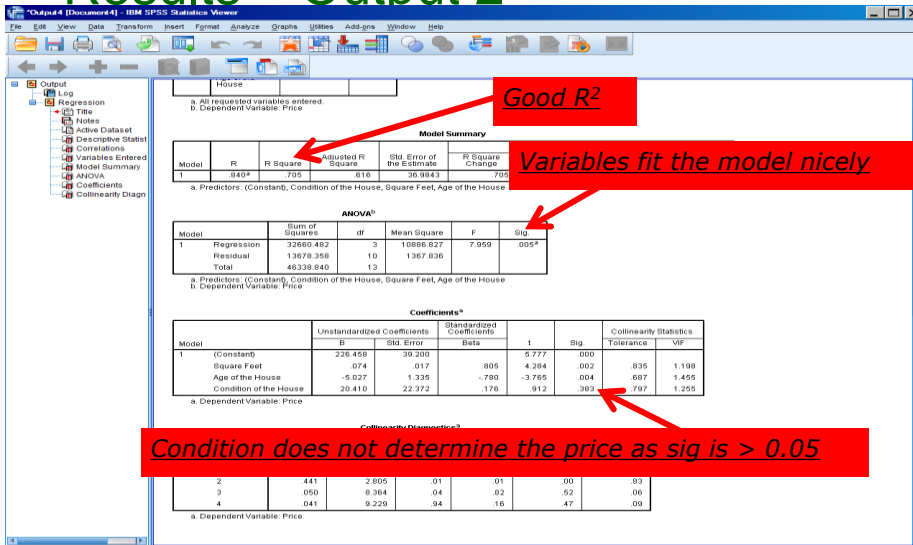 Results - Output 2
*Output4 [Document4] - IBM SPSS Statistics Viewer
File Edit View Data Transform Insert Format Analyze Graphs Utilities Add-ons Window Help
Output
Log
Regression
Title
Notes
Active Dataset
Descriptive Statist
Correlations
Variables Entered
Model Summary
ANOVA
Coefficients
Collinearity Diagn
House
a. All requested variables entered.
b. Dependent Variable: Price
Good R²
Model Summary
Model R R Square Adjusted R Square Std. Error of the Estimate R Square Change
1 .840ᵃ .705 .616 36.9843 .705
a. Predictors: (Constant), Condition of the House, Square Feet, Age of the House
Variables fit the model nicely
ANOVAᵇ
Model Sum of Squares df Mean Square F Sig.
1 Regression 32660.482 3 10886.827 7.959 .005ᵃ
Residual 13678.358 10 1367.836
Total 46338.840 13
a. Predictors: (Constant), Condition of the House, Square Feet, Age of the House
b. Dependent Variable: Price
Coefficientsᵃ
Unstandardized Coefficients Standardized Coefficients Collinearity Statistics
Model B Std. Error Beta t Sig. Tolerance VIF
1 (Constant) 226.458 39.200 5.777 .000
Square Feet .074 .017 .805 4.284 .002 .835 1.198
Age of the House -5.027 1.335 -.780 -3.765 .004 .687 1.455
Condition of the House 20.410 22.372 .176 .912 .383 .797 1.255
a. Dependent Variable: Price
Condition does not determine the price as sig is > 0.05
2 .441 2.805 .01 .01 .00 .83
3 .050 8.364 .04 .82 .52 .06
4 .041 9.229 .94 .16 .47 .09
a. Dependent Variable: Price